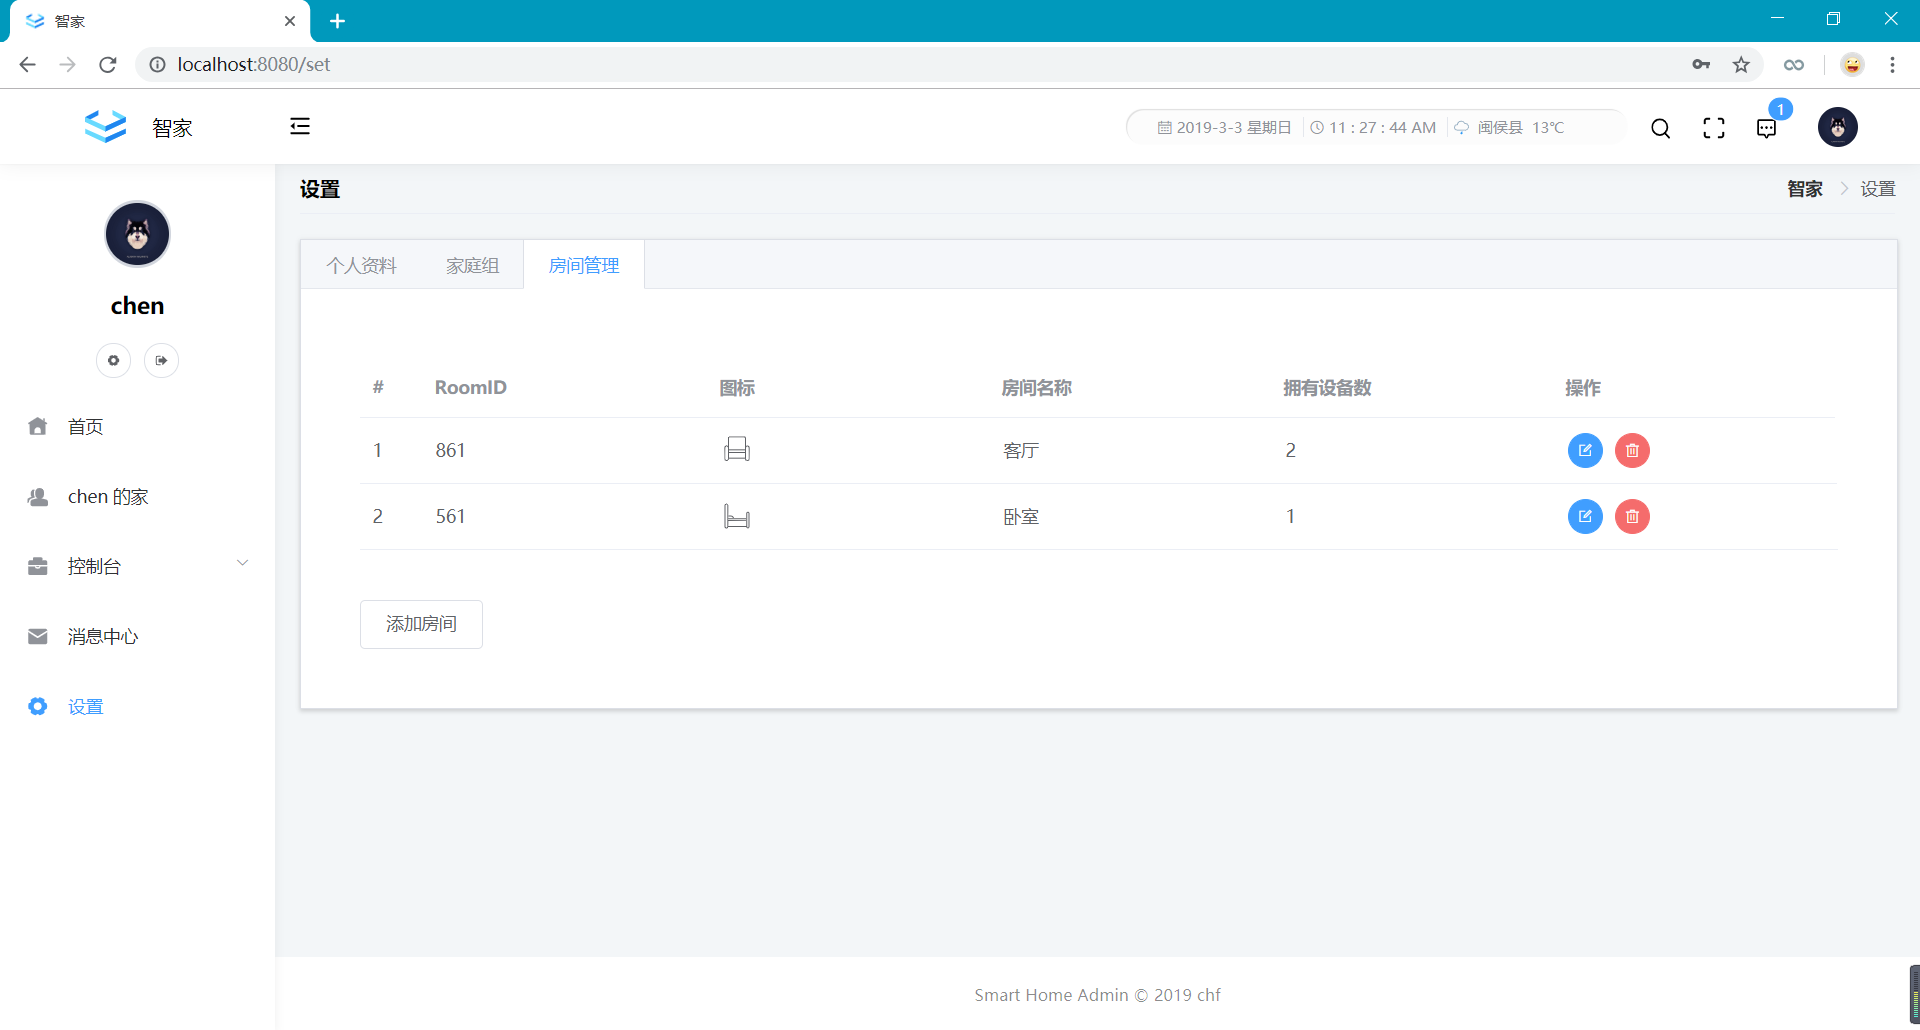 智家
localhost:8080/set
智家
2019-3-3 星期日 11 : 27 : 44 AM 闽侯县 13℃
1
设置
智家 设置
chen
首页
chen 的家
控制台
消息中心
设置
个人资料 家庭组 房间管理
# RoomID 图标 房间名称 拥有设备数 操作
1 861 客厅 2
2 561 卧室 1
添加房间
Smart Home Admin © 2019 chf